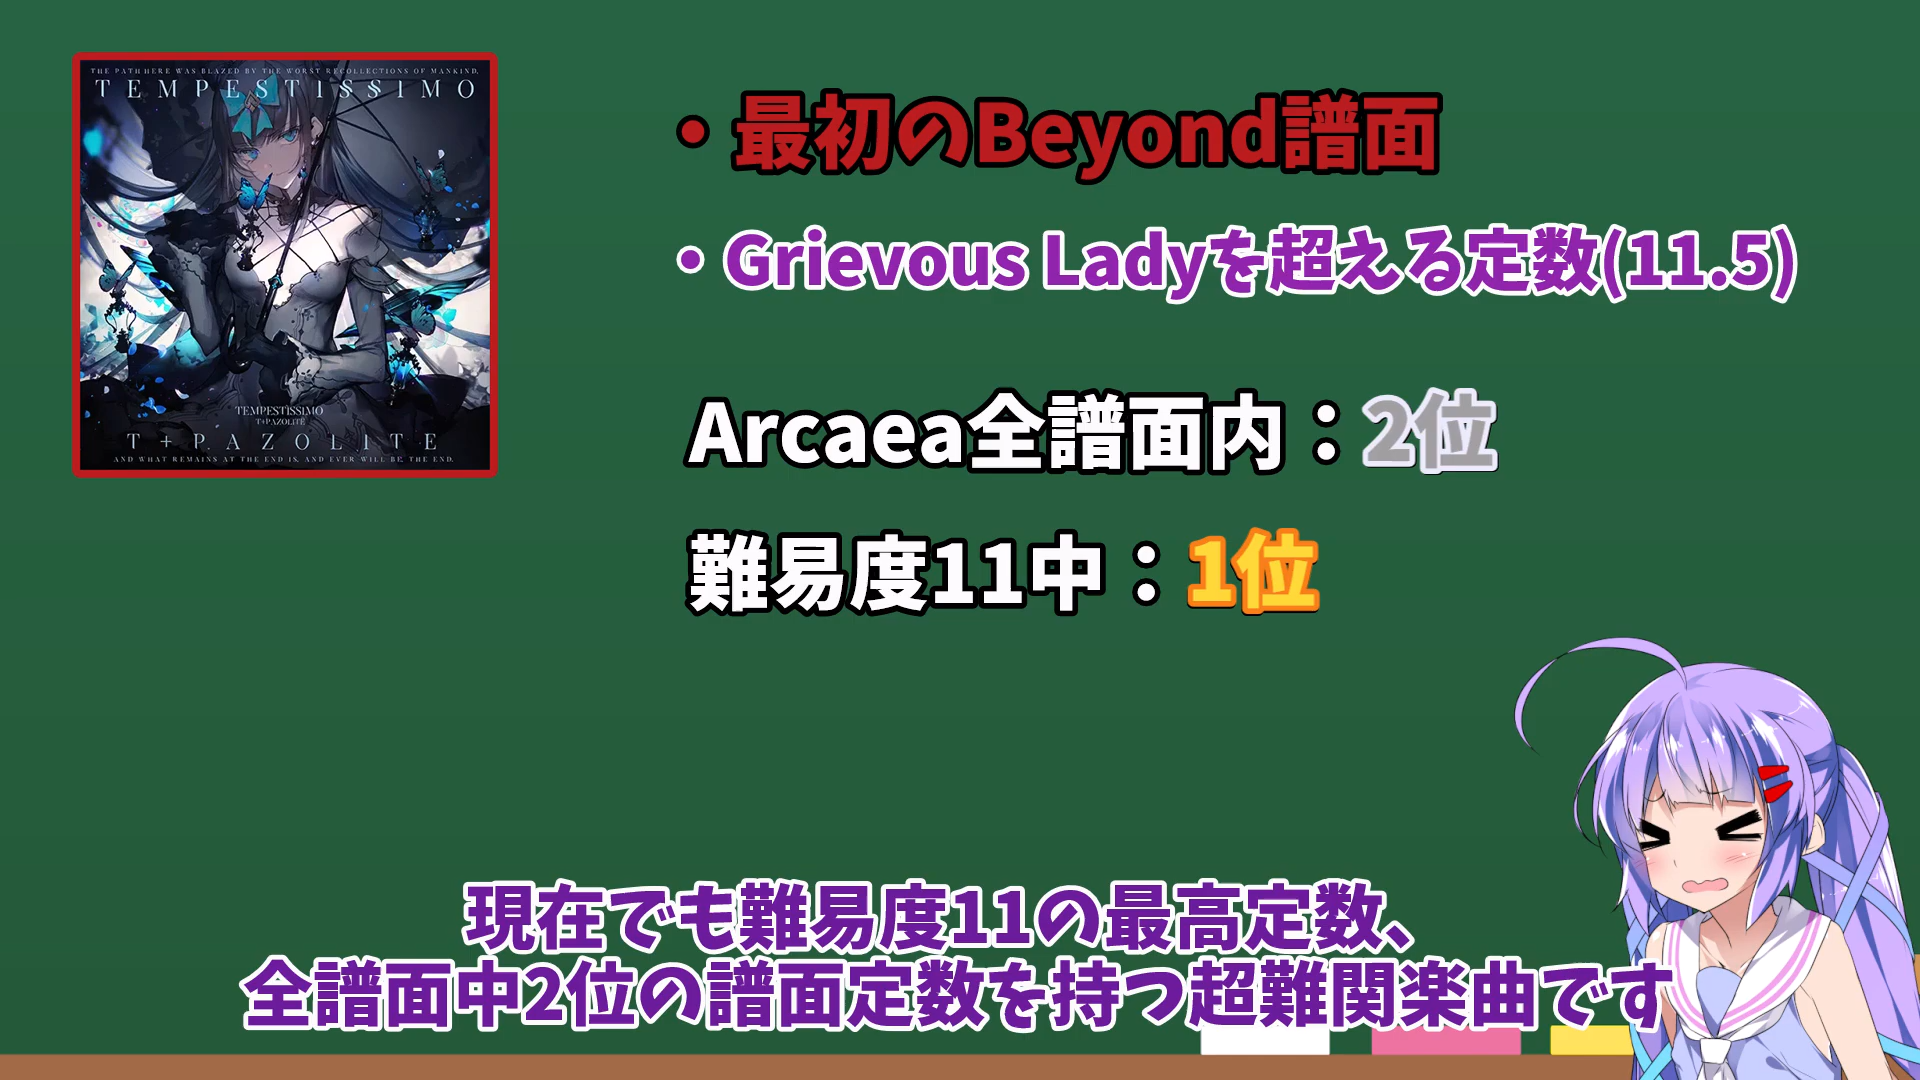 THE PATH HERE WAS BLAZED BY THE WORST RECOLLECTIONS OF MANKIND,
TEMPESTISSIMO
TEMPESTISSIMO
T+PAZOLITE
T+PAZOLITE
AND WHAT REMAINS AT THE END IS, AND EVER WILL BE, THE END.
・最初のBeyond譜面
・Grievous Ladyを超える定数(11.5)
Arcaea全譜面内：2位
難易度11中：1位
現在でも難易度11の最高定数、
全譜面中2位の譜面定数を持つ超難関楽曲です